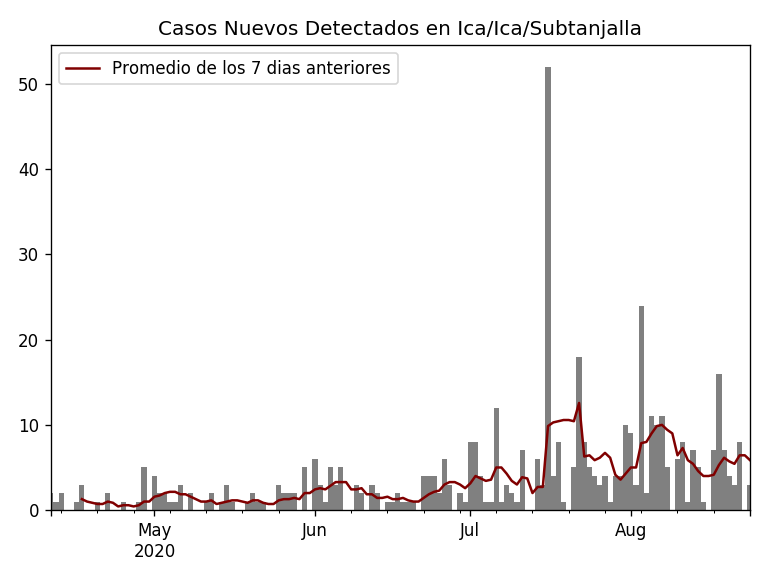 Casos Nuevos Detectados en Ica/Ica/Subtanjalla
Promedio de los 7 dias anteriores
50
40
30
20
10
0
May
2020
Jun
Jul
Aug